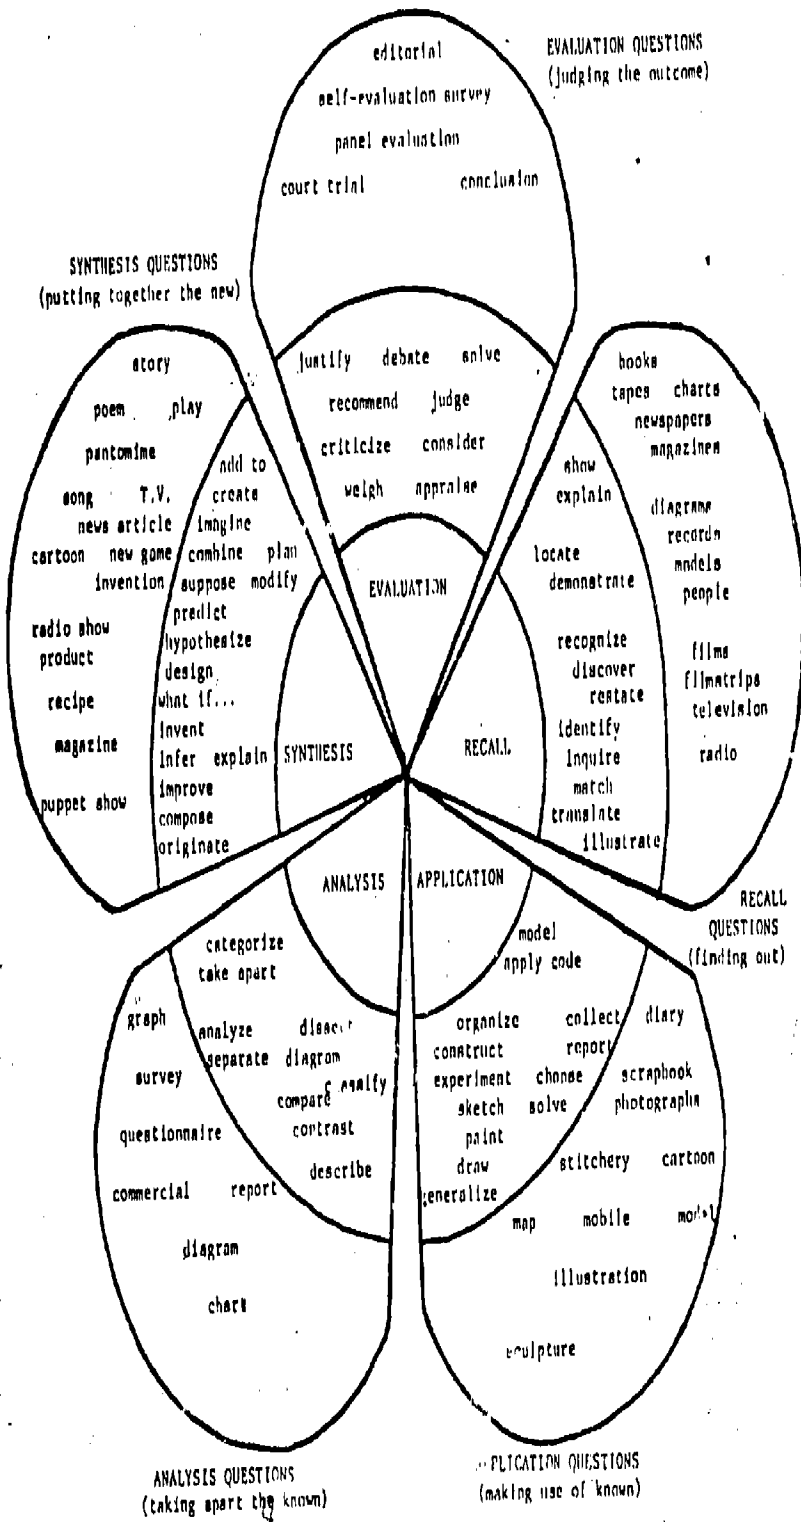 EVALUATION QUESTIONS
(judging the outcome)
editorial
self-evaluation survey
panel evaluation
court trial conclusion
justify debate solve
recommend judge
criticize consider
weigh appraise
EVALUATION
SYNTHESIS QUESTIONS
(putting together the new)
story
poem play
pantomime
song T.V.
news article
cartoon new game
invention
radio show
product
recipe
magazine
puppet show
add to
create
imagine
combine plan
suppose modify
predict
hypothesize
design
what if...
invent
infer explain
improve
compose
originate
SYNTHESIS
books
tapes charts
newspapers
magazines
diagrams
records
models
people
films
filmstrips
television
radio
show
explain
locate
demonstrate
recognize
discover
restate
identify
inquire
match
translate
illustrate
RECALL
RECALL
QUESTIONS
(finding out)
ANALYSIS
categorize
take apart
analyze
separate diagram
compare
contrast
describe
graph
survey
questionnaire
commercial report
diagram
chart
ANALYSIS QUESTIONS
(taking apart the known)
APPLICATION
model
apply code
organize collect
construct report
experiment choose
sketch solve
paint
draw
generalize
diary
scrapbook
photographs
stitchery cartoon
map mobile model
illustration
sculpture
PLICATION QUESTIONS
(making use of known)